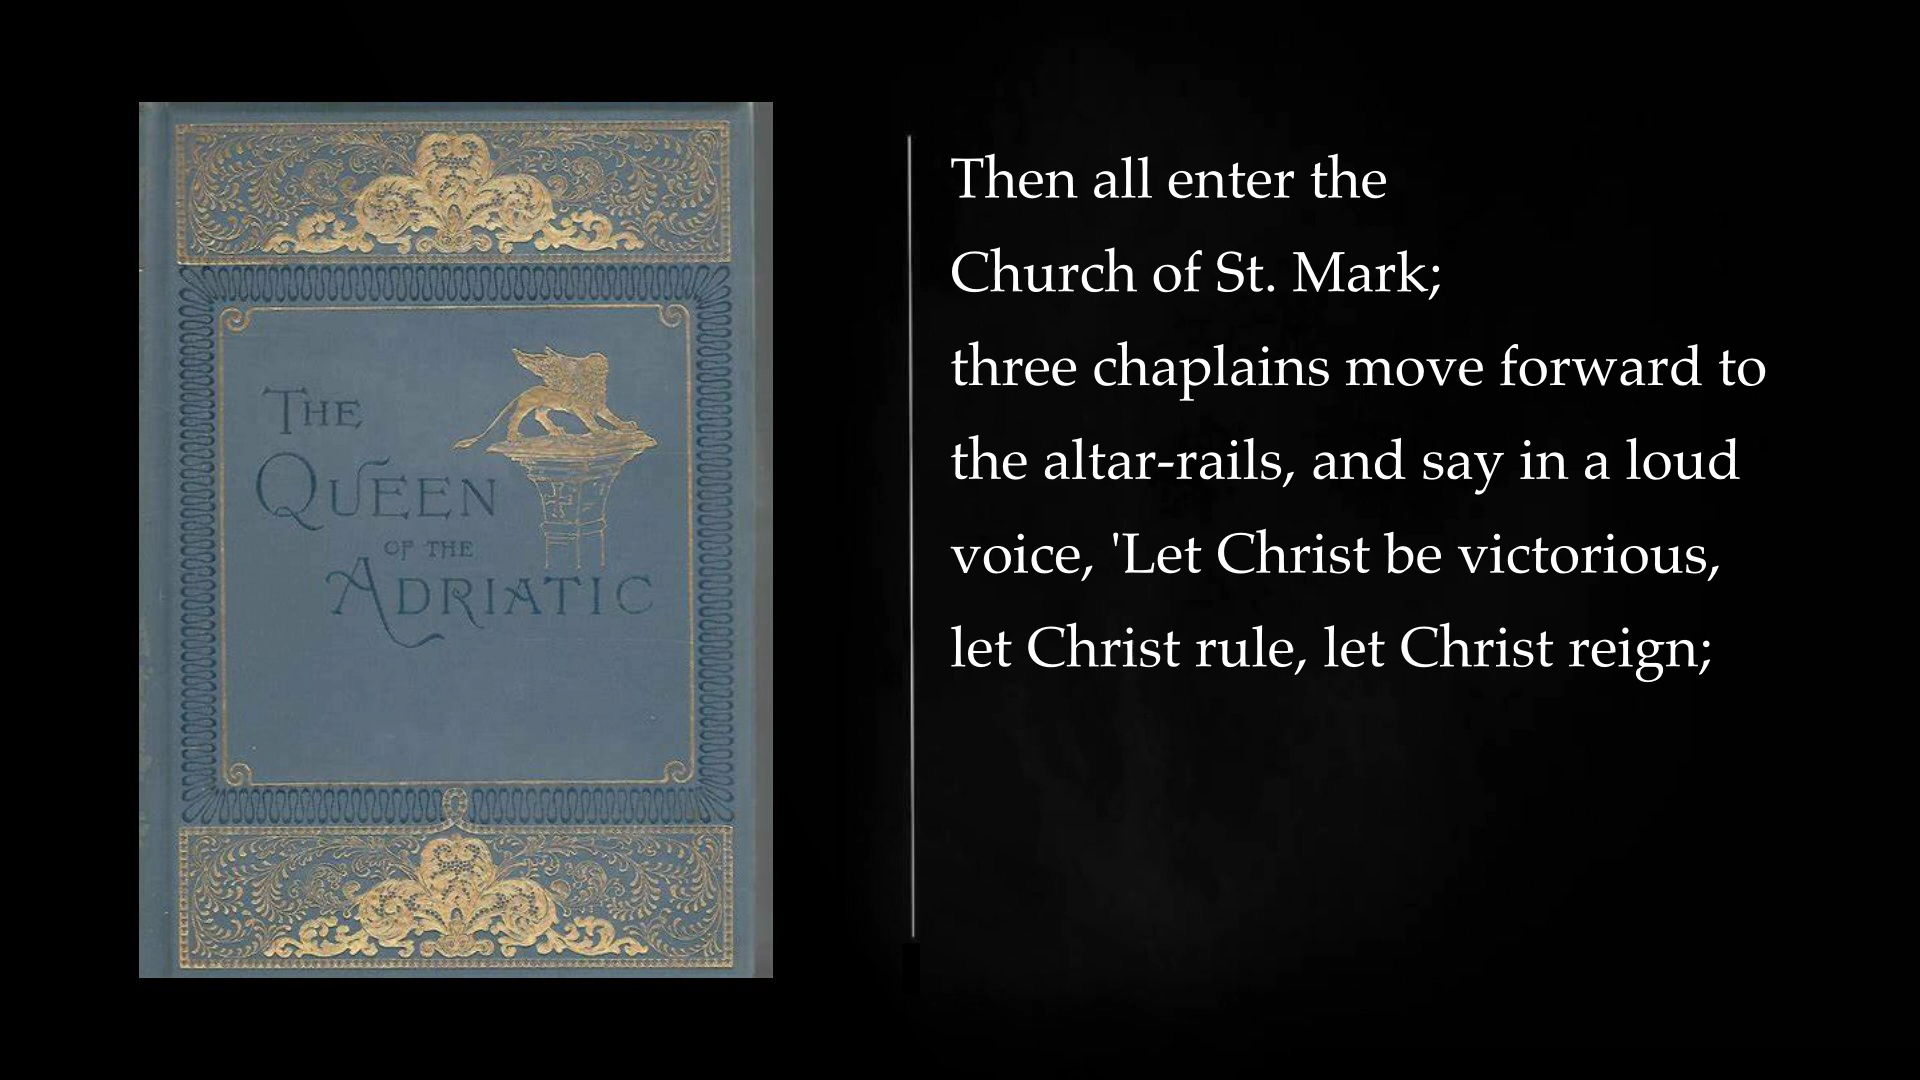 THE
QUEEN
OF THE
ADRIATIC
Then all enter the
Church of St. Mark;
three chaplains move forward to
the altar-rails, and say in a loud
voice, 'Let Christ be victorious,
let Christ rule, let Christ reign;